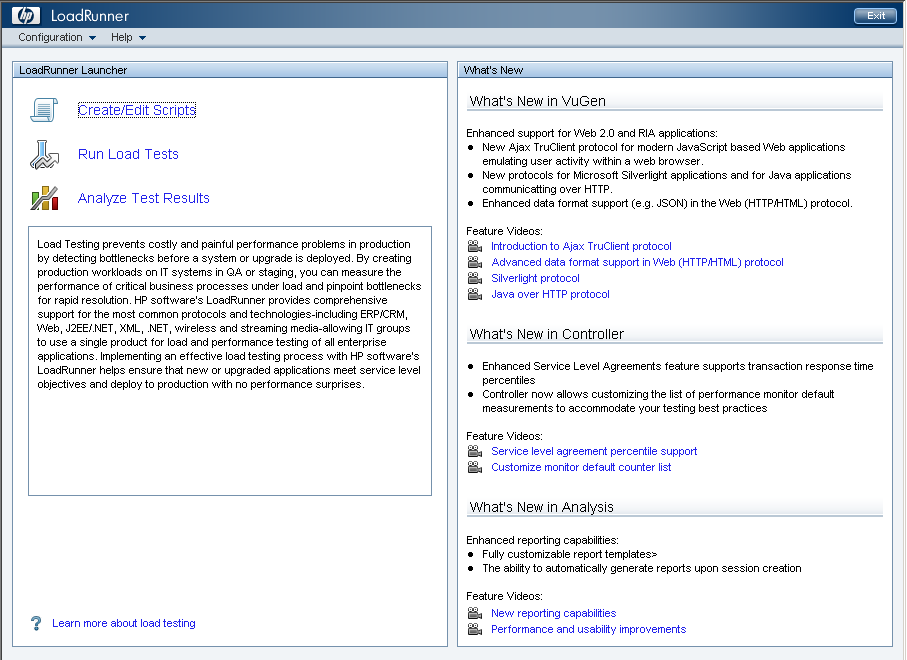 hp LoadRunner Exit
Configuration Help
LoadRunner Launcher
Create/Edit Scripts
Run Load Tests
Analyze Test Results
Load Testing prevents costly and painful performance problems in production
by detecting bottlenecks before a system or upgrade is deployed. By creating
production workloads on IT systems in QA or staging, you can measure the
performance of critical business processes under load and pinpoint bottlenecks
for rapid resolution. HP software's LoadRunner provides comprehensive
support for the most common protocols and technologies-including ERP/CRM,
Web, J2EE/.NET, XML, .NET, wireless and streaming media-allowing IT groups
to use a single product for load and performance testing of all enterprise
applications. Implementing an effective load testing process with HP software's
LoadRunner helps ensure that new or upgraded applications meet service level
objectives and deploy to production with no performance surprises.
? Learn more about load testing
What's New
What's New in VuGen
Enhanced support for Web 2.0 and RIA applications:
• New Ajax TruClient protocol for modern JavaScript based Web applications
emulating user activity within a web browser.
• New protocols for Microsoft Silverlight applications and for Java applications
communicatting over HTTP.
• Enhanced data format support (e.g. JSON) in the Web (HTTP/HTML) protocol.
Feature Videos:
Introduction to Ajax TruClient protocol
Advanced data format support in Web (HTTP/HTML) protocol
Silverlight protocol
Java over HTTP protocol
What's New in Controller
• Enhanced Service Level Agreements feature supports transaction response time
percentiles
• Controller now allows customizing the list of performance monitor default
measurements to accommodate your testing best practices
Feature Videos:
Service level agreement percentile support
Customize monitor default counter list
What's New in Analysis
Enhanced reporting capabilities:
• Fully customizable report templates>
• The ability to automatically generate reports upon session creation
Feature Videos:
New reporting capabilities
Performance and usability improvements